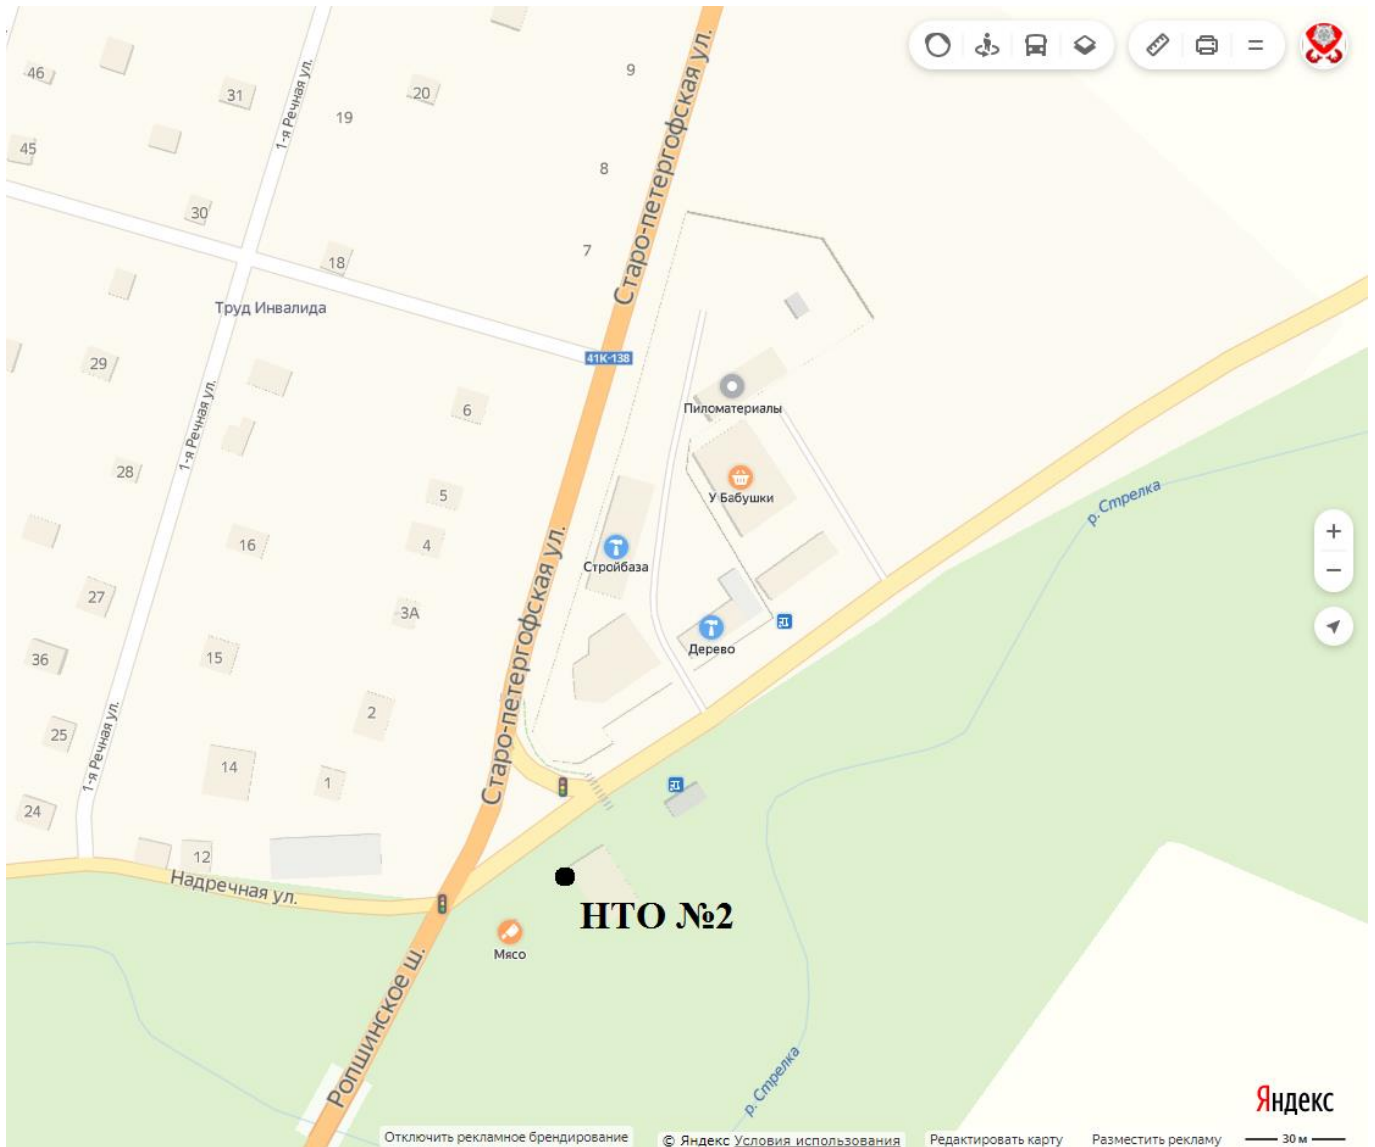 46
31
20
9
1-я Речная ул.
19
Старо-петергофская ул.
45
8
30
7
18
Труд Инвалида
29
41К-138
6
Пиломатериалы
1-я Речная ул.
28
5
У Бабушки
р. Стрелка
16
4
Старо-петергофская ул.
Стройбаза
27
3А
Дерево
36
15
2
25
1-я Речная ул.
14
1
24
12
Надречная ул.
НТО №2
Мясо
Ропшинское ш.
р. Стрелка
Яндекс
Отключить рекламное брендирование
© Яндекс Условия использования
Редактировать карту
Разместить рекламу
30 м